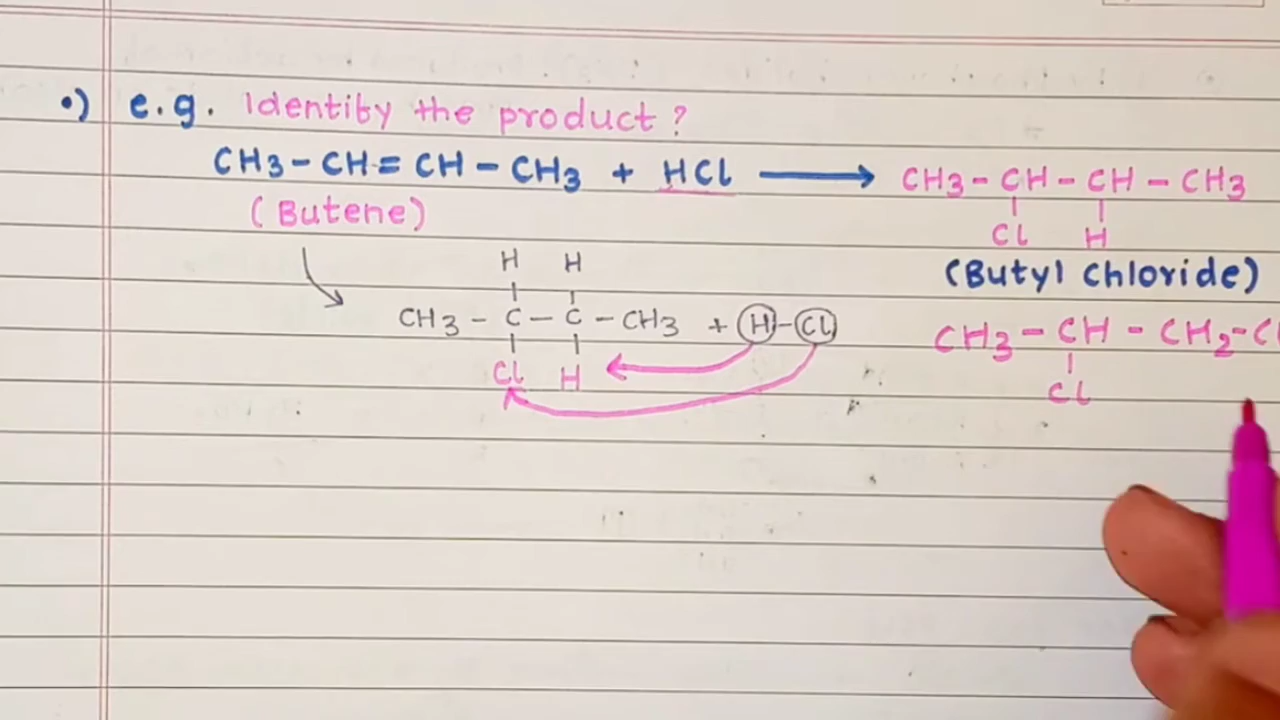 •) e.g. Identify the product ?
CH3 - CH = CH - CH3 + HCl ⟶ CH3 - CH - CH - CH3
Cl H
(Butene)
(Butyl Chloride)
H H
CH3 - C - C - CH3 + H - Cl
Cl H
CH3 - CH - CH2 - C
Cl